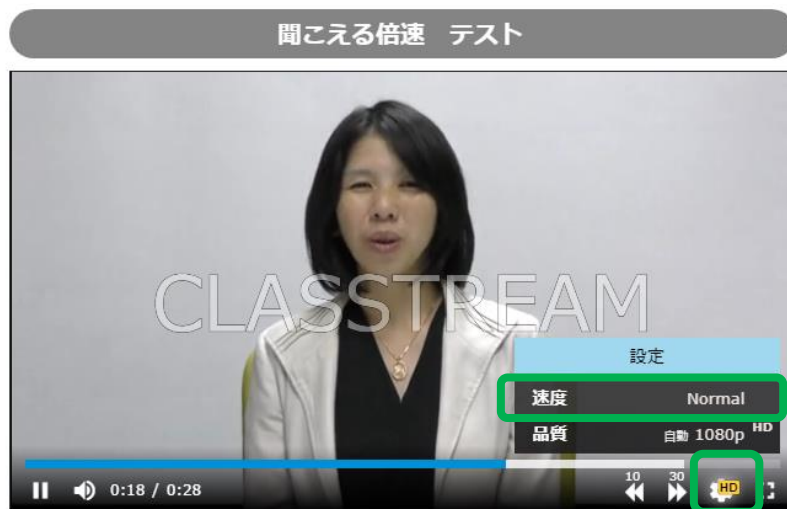 聞こえる倍速　テスト
CLASSTREAM
設定
速度 Normal
品質 自動 1080p HD
0:18 / 0:28 10 30 HD